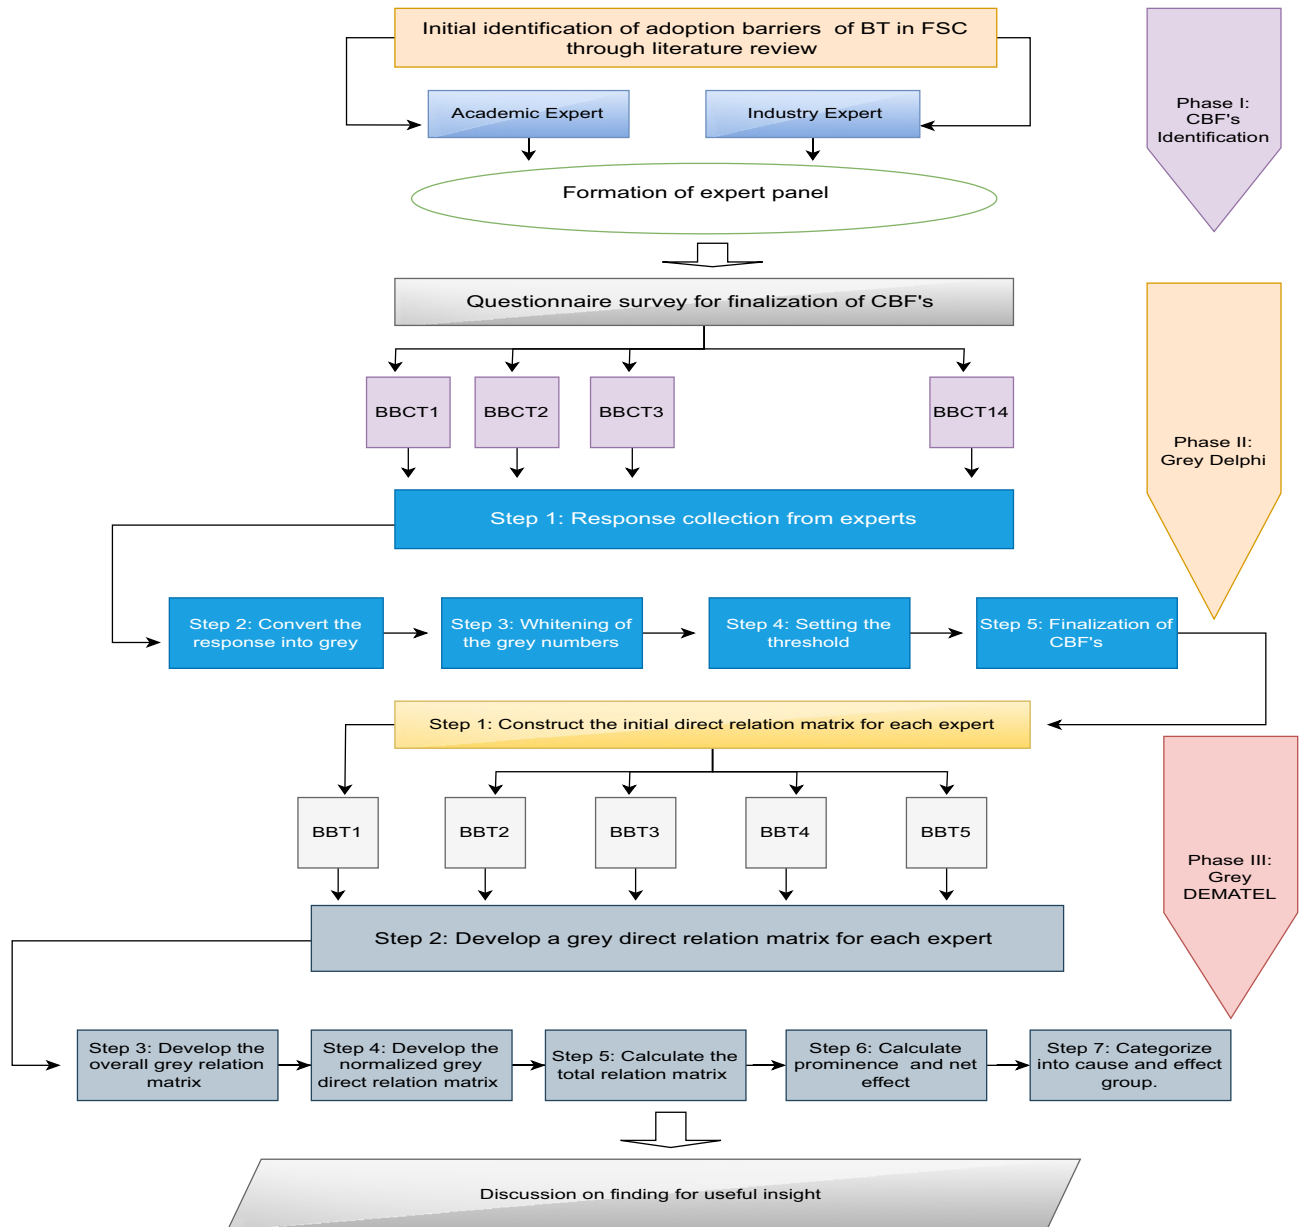 Initial identification of adoption barriers of BT in FSC
through literature review
Phase I:
CBF's
Identification
Academic Expert
Industry Expert
Formation of expert panel
Questionnaire survey for finalization of CBF's
BBCT1
BBCT2
BBCT3
BBCT14
Phase II:
Grey Delphi
Step 1: Response collection from experts
Step 2: Convert the
response into grey
Step 3: Whitening of
the grey numbers
Step 4: Setting the
threshold
Step 5: Finalization of
CBF's
Step 1: Construct the initial direct relation matrix for each expert
BBT1
BBT2
BBT3
BBT4
BBT5
Phase III:
Grey
DEMATEL
Step 2: Develop a grey direct relation matrix for each expert
Step 3: Develop the
overall grey relation
matrix
Step 4: Develop the
normalized grey
direct relation matrix
Step 5: Calculate the
total relation matrix
Step 6: Calculate
prominence and net
effect
Step 7: Categorize
into cause and effect
group.
Discussion on finding for useful insight